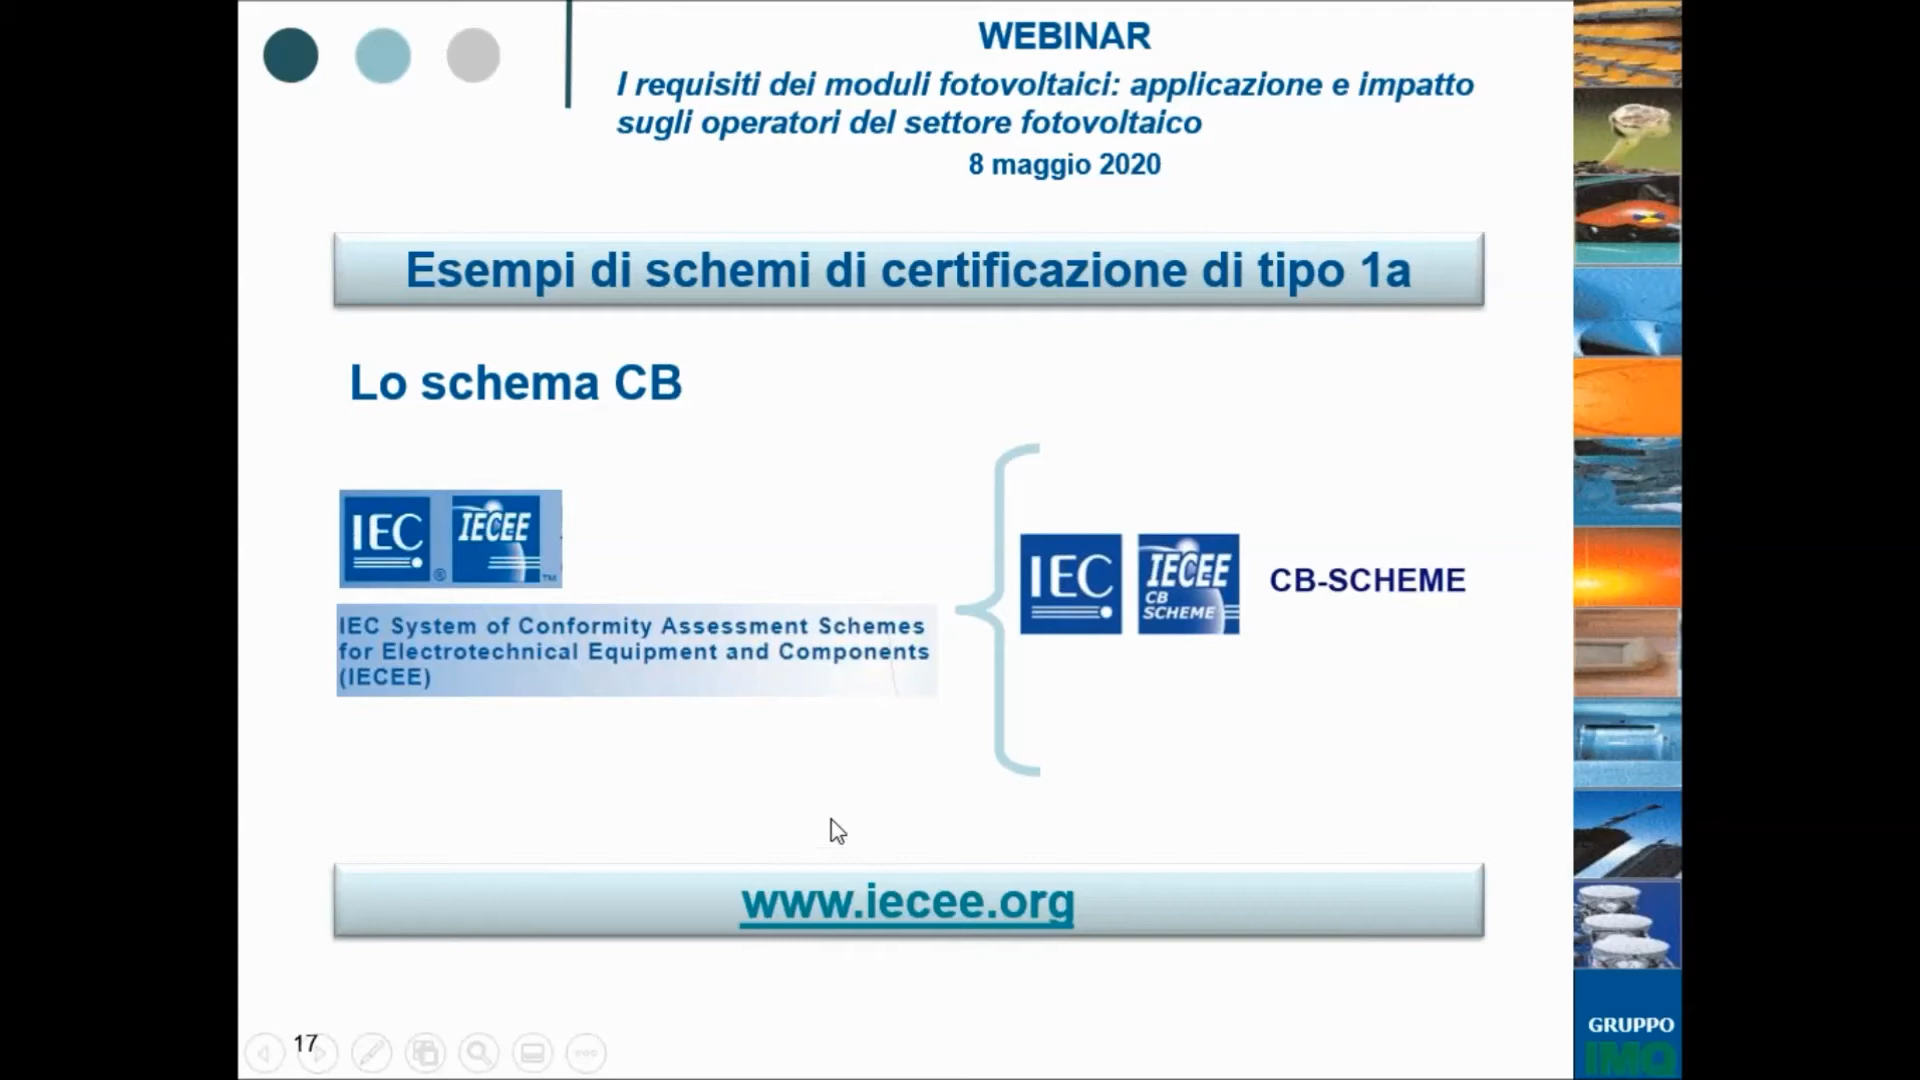 WEBINAR
I requisiti dei moduli fotovoltaici: applicazione e impatto
sugli operatori del settore fotovoltaico
8 maggio 2020
Esempi di schemi di certificazione di tipo 1a
Lo schema CB
IEC ® IECEE ™
IEC System of Conformity Assessment Schemes
for Electrotechnical Equipment and Components
(IECEE)
IEC IECEE
CB
SCHEME
CB-SCHEME
www.iecee.org
17
GRUPPO
IMQ